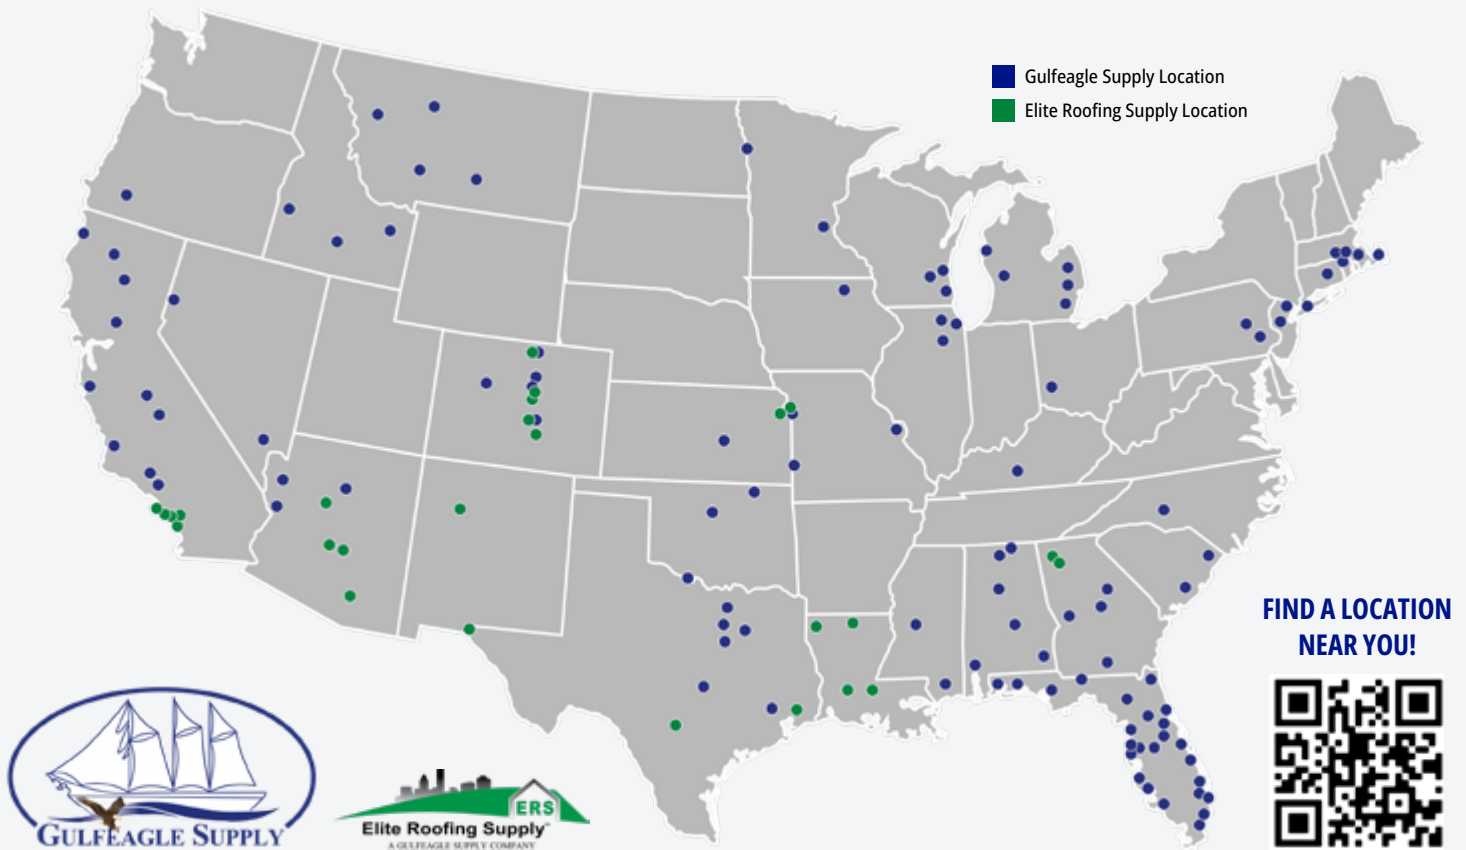 Gulfeagle Supply Location
Elite Roofing Supply Location
FIND A LOCATION
NEAR YOU!
GULFEAGLE SUPPLY
ERS
Elite Roofing Supply™
A GULFEAGLE SUPPLY COMPANY